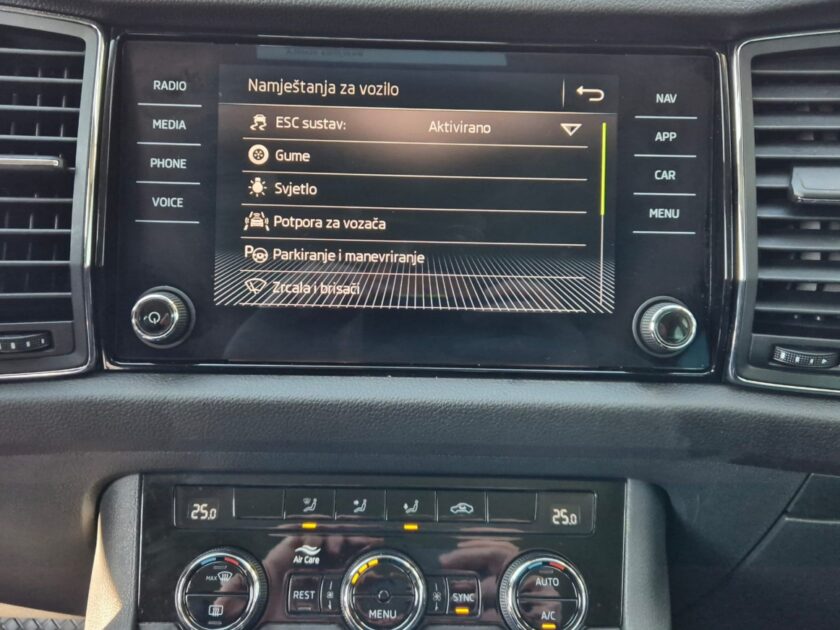 RADIO
MEDIA
PHONE
VOICE
Namještanja za vozilo
ESC sustav: Aktivirano
Gume
Svjetlo
Potpora za vozača
P Parkiranje i manevriranje
Zrcala i brisači
NAV
APP
CAR
MENU
25.0
25.0
Air Care
MAX
REST
MENU
SYNC
AUTO
A/C